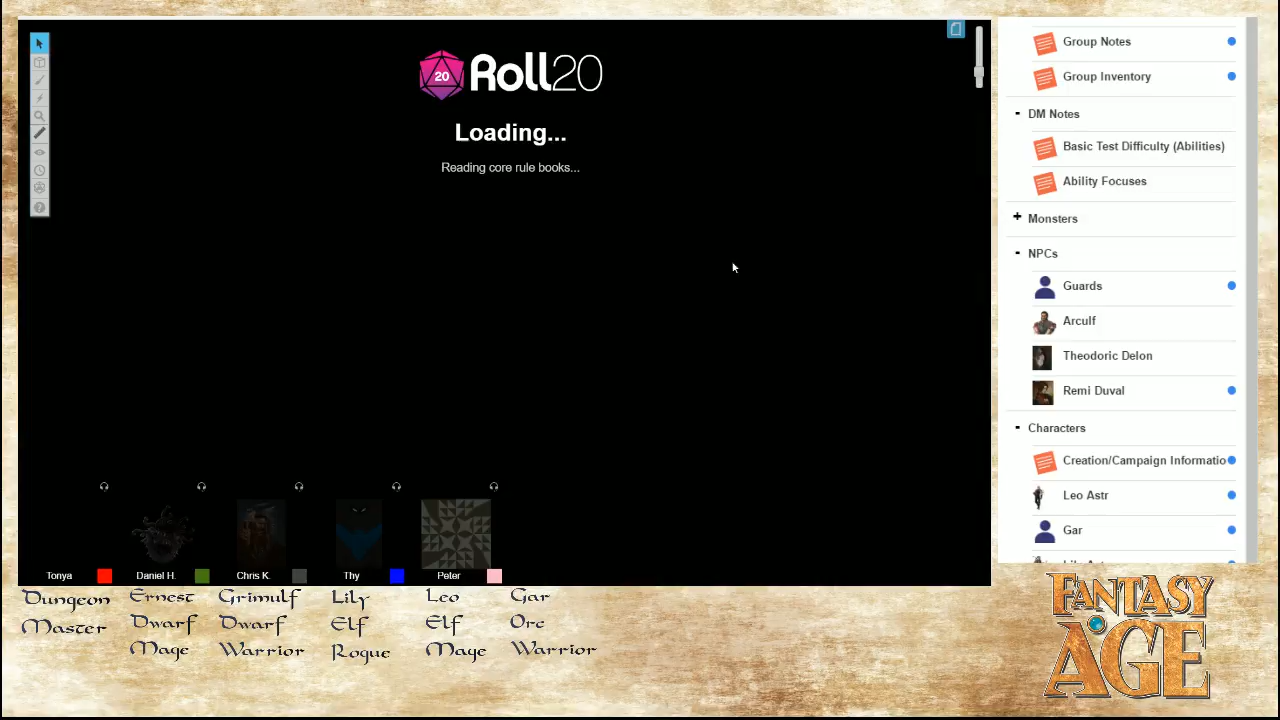 20
Roll20
Loading...
Reading core rule books...
Group Notes
Group Inventory
- DM Notes
Basic Test Difficulty (Abilities)
Ability Focuses
+ Monsters
- NPCs
Guards
Arculf
Theodoric Delon
Remi Duval
- Characters
Creation/Campaign Informatio
Leo Astr
Gar
Tonya
Daniel H.
Chris K.
Thy
Peter
Dungeon
Master
Ernest
Dwarf
Mage
Grimulf
Dwarf
Warrior
Lily
Elf
Rogue
Leo
Elf
Mage
Gar
Orc
Warrior
FANTASY
AGE